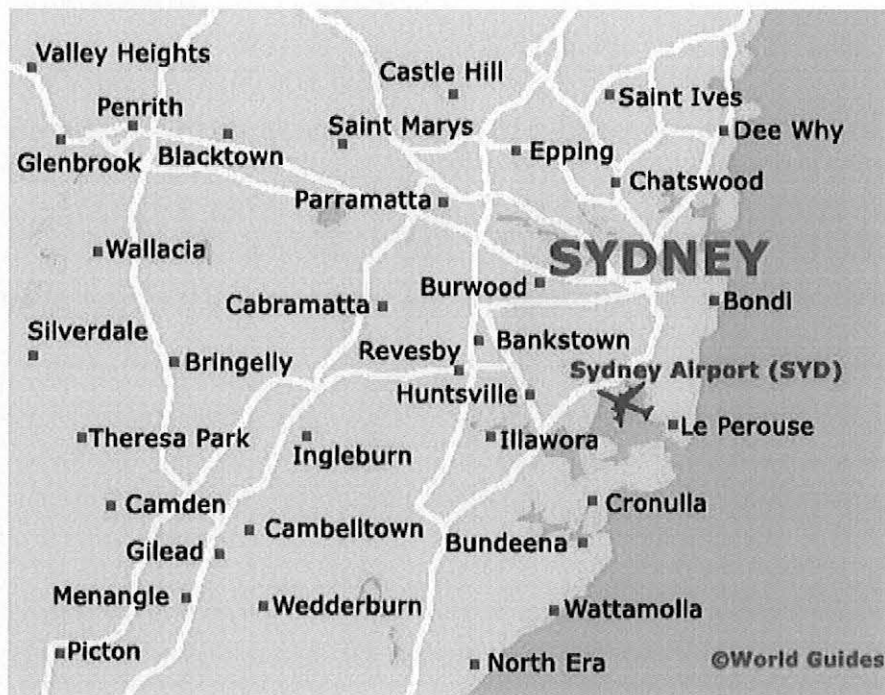 Valley Heights
Castle Hill
Saint Ives
Penrith
Saint Marys
Dee Why
Glenbrook
Blacktown
Epping
Chatswood
Parramatta
Wallacia
SYDNEY
Burwood
Cabramatta
Bondi
Silverdale
Bankstown
Bringelly
Revesby
Sydney Airport (SYD)
Huntsville
Theresa Park
Ingleburn
Illawora
Le Perouse
Camden
Cronulla
Cambelltown
Gilead
Bundeena
Menangle
Wedderburn
Wattamolla
Picton
North Era
©World Guides